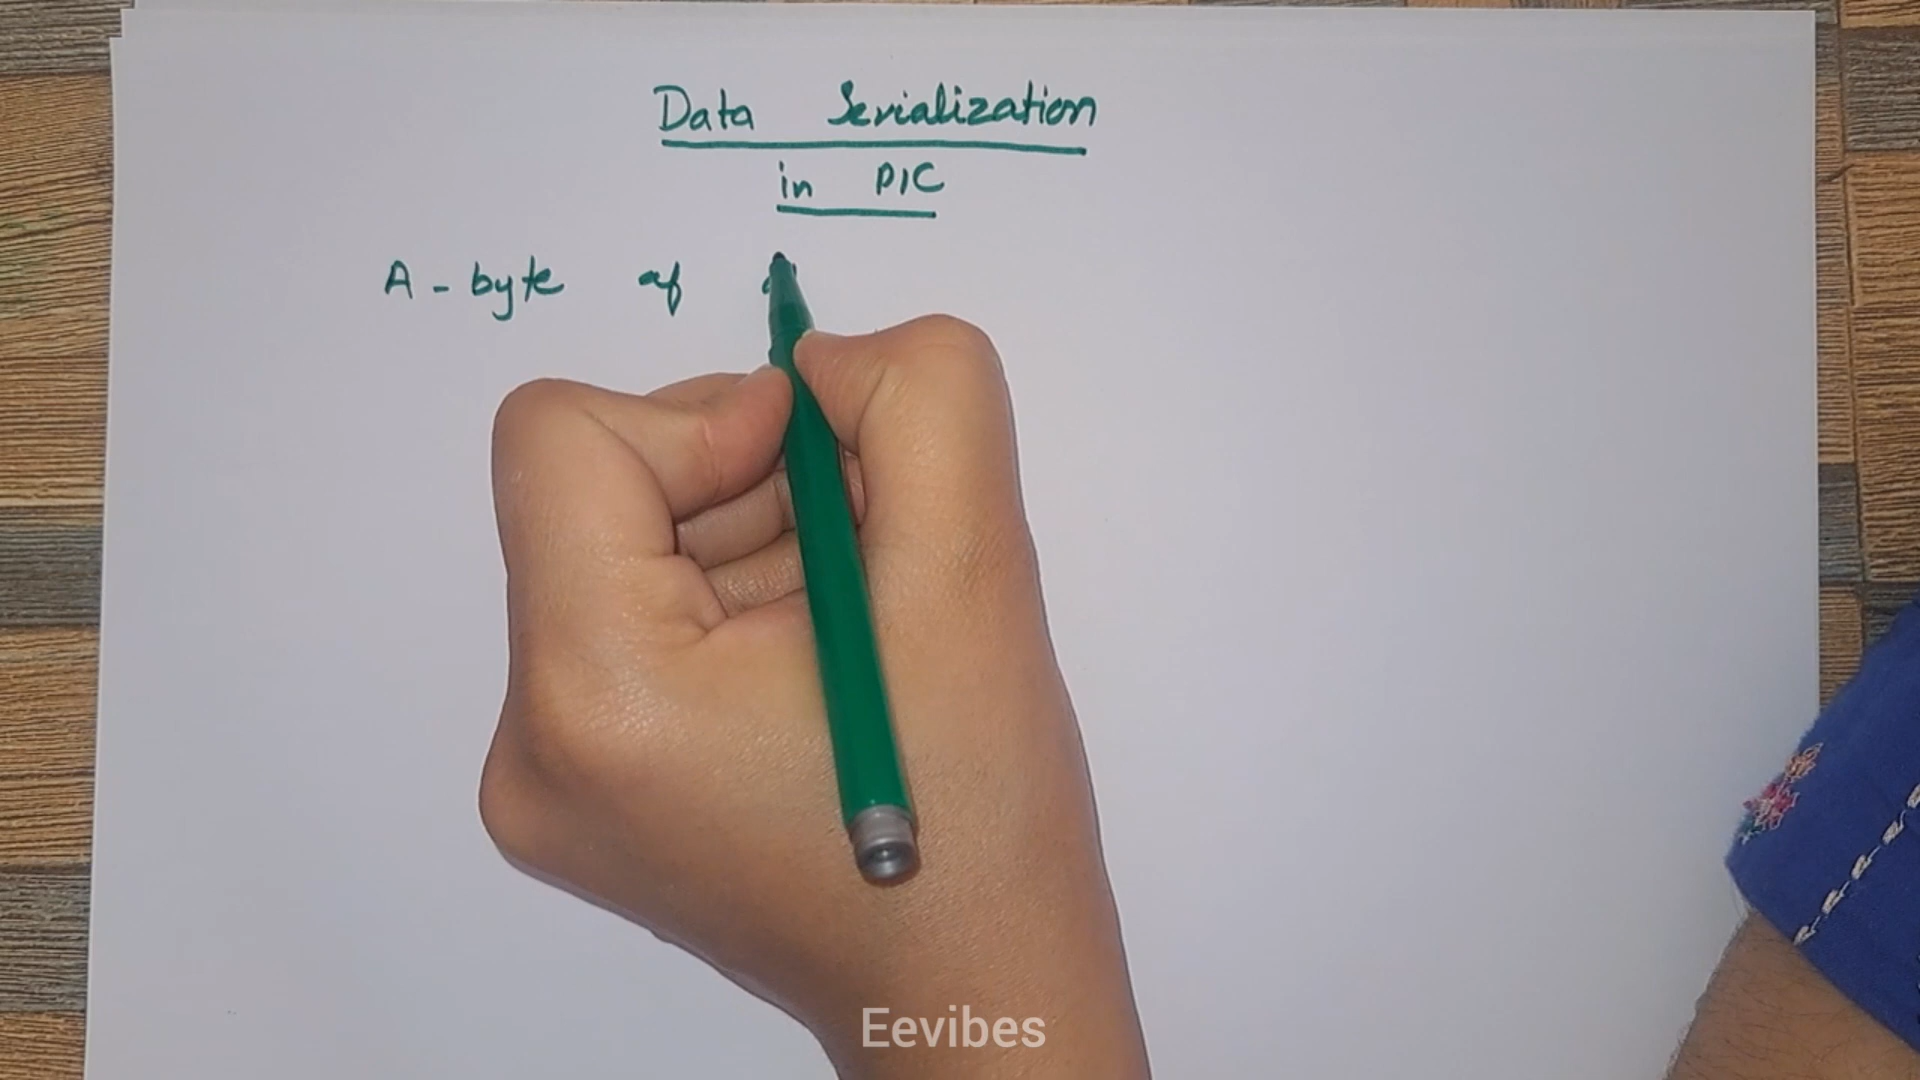 Data Serialization
in PIC
A - byte of
Eevibes